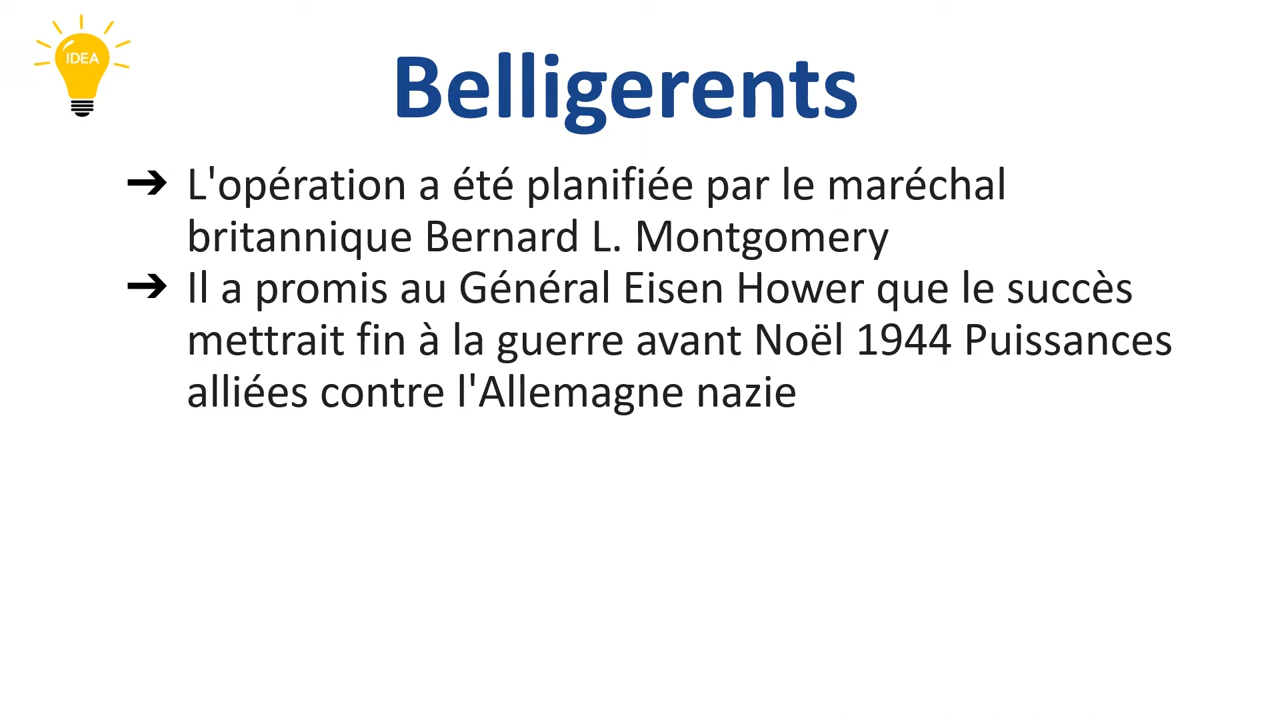 IDEA
Belligerents
➔ L'opération a été planifiée par le maréchal
britannique Bernard L. Montgomery
➔ Il a promis au Général Eisen Hower que le succès
mettrait fin à la guerre avant Noël 1944 Puissances
alliées contre l'Allemagne nazie